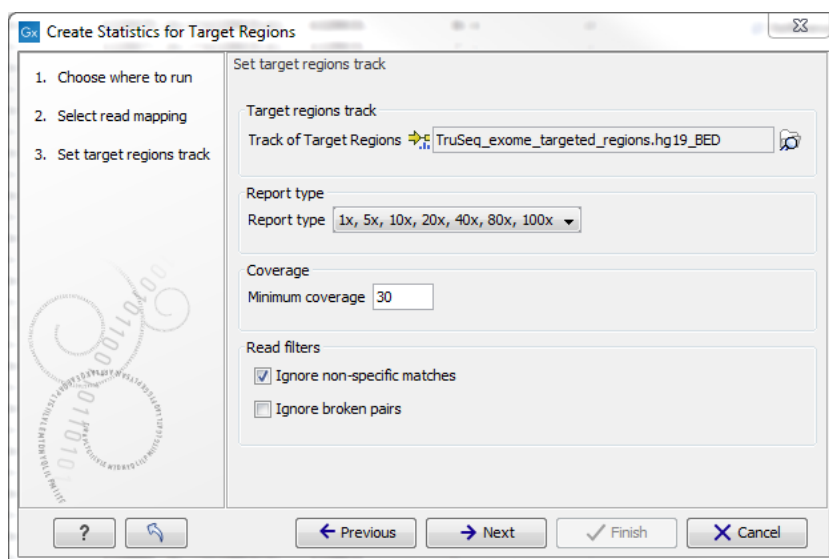 Gx Create Statistics for Target Regions
1. Choose where to run
2. Select read mapping
3. Set target regions track
Set target regions track
Target regions track
Track of Target Regions TruSeq_exome_targeted_regions.hg19_BED
Report type
Report type 1x, 5x, 10x, 20x, 40x, 80x, 100x
Coverage
Minimum coverage 30
Read filters
Ignore non-specific matches
Ignore broken pairs
? Previous Next Finish Cancel